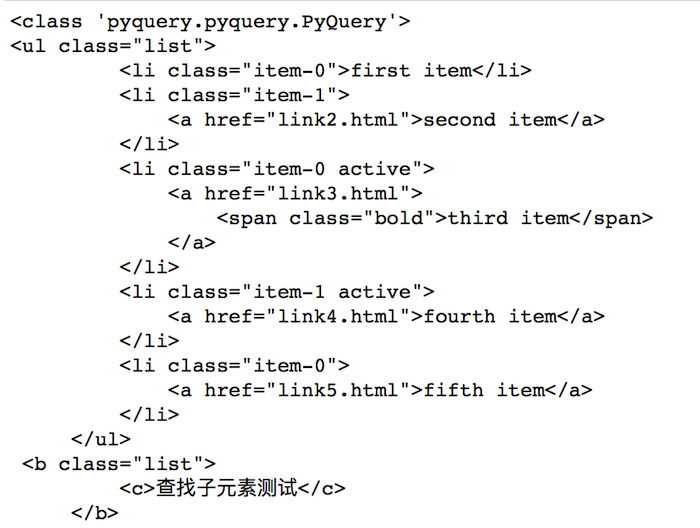 <class 'pyquery.pyquery.PyQuery'>
<ul class="list">
         <li class="item-0">first item</li>
         <li class="item-1">
             <a href="link2.html">second item</a>
         </li>
         <li class="item-0 active">
             <a href="link3.html">
                 <span class="bold">third item</span>
             </a>
         </li>
         <li class="item-1 active">
             <a href="link4.html">fourth item</a>
         </li>
         <li class="item-0">
             <a href="link5.html">fifth item</a>
         </li>
     </ul>
 <b class="list">
         <c>查找子元素测试</c>
     </b>